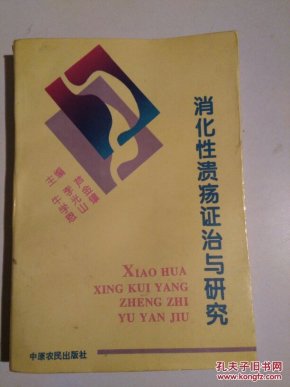 消化性溃疡证治与研究
XIAO HUA
XING KUI YANG
ZHENG ZHI
YU YAN JIU
中原农民出版社
孔夫子旧书网